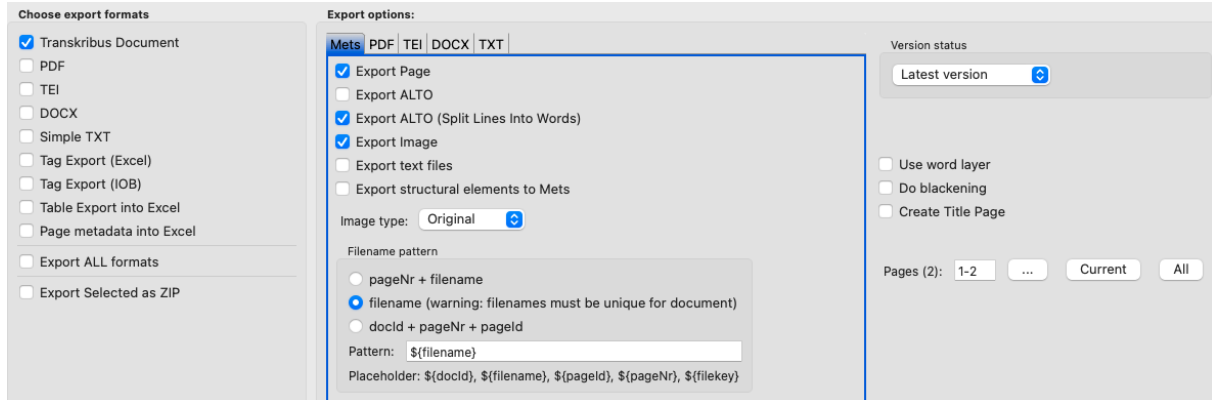 Choose export formats
Transkribus Document
PDF
TEI
DOCX
Simple TXT
Tag Export (Excel)
Tag Export (IOB)
Table Export into Excel
Page metadata into Excel
Export ALL formats
Export Selected as ZIP
Export options:
Mets PDF TEI DOCX TXT
Export Page
Export ALTO
Export ALTO (Split Lines Into Words)
Export Image
Export text files
Export structural elements to Mets
Image type: Original
Filename pattern
pageNr + filename
filename (warning: filenames must be unique for document)
docId + pageNr + pageId
Pattern: ${filename}
Placeholder: ${docId}, ${filename}, ${pageId}, ${pageNr}, ${filekey}
Version status
Latest version
Use word layer
Do blackening
Create Title Page
Pages (2): 1-2 ... Current All